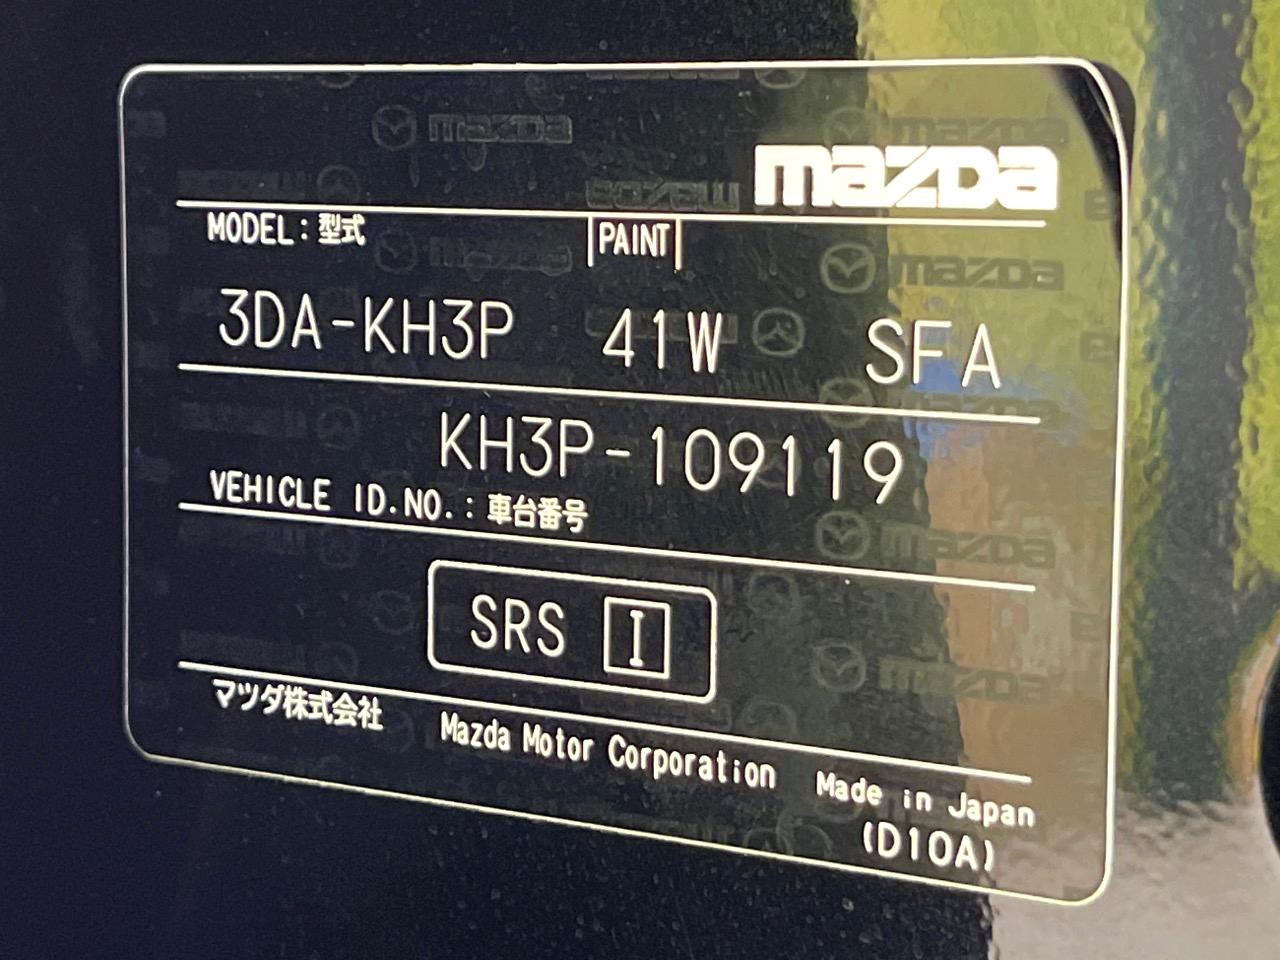 mazda
MODEL:型式 PAINT
3DA-KH3P 41W SFA
KH3P-109119
VEHICLE ID.NO.:車台番号
SRS I
マツダ株式会社 Mazda Motor Corporation Made in Japan
(D10A)